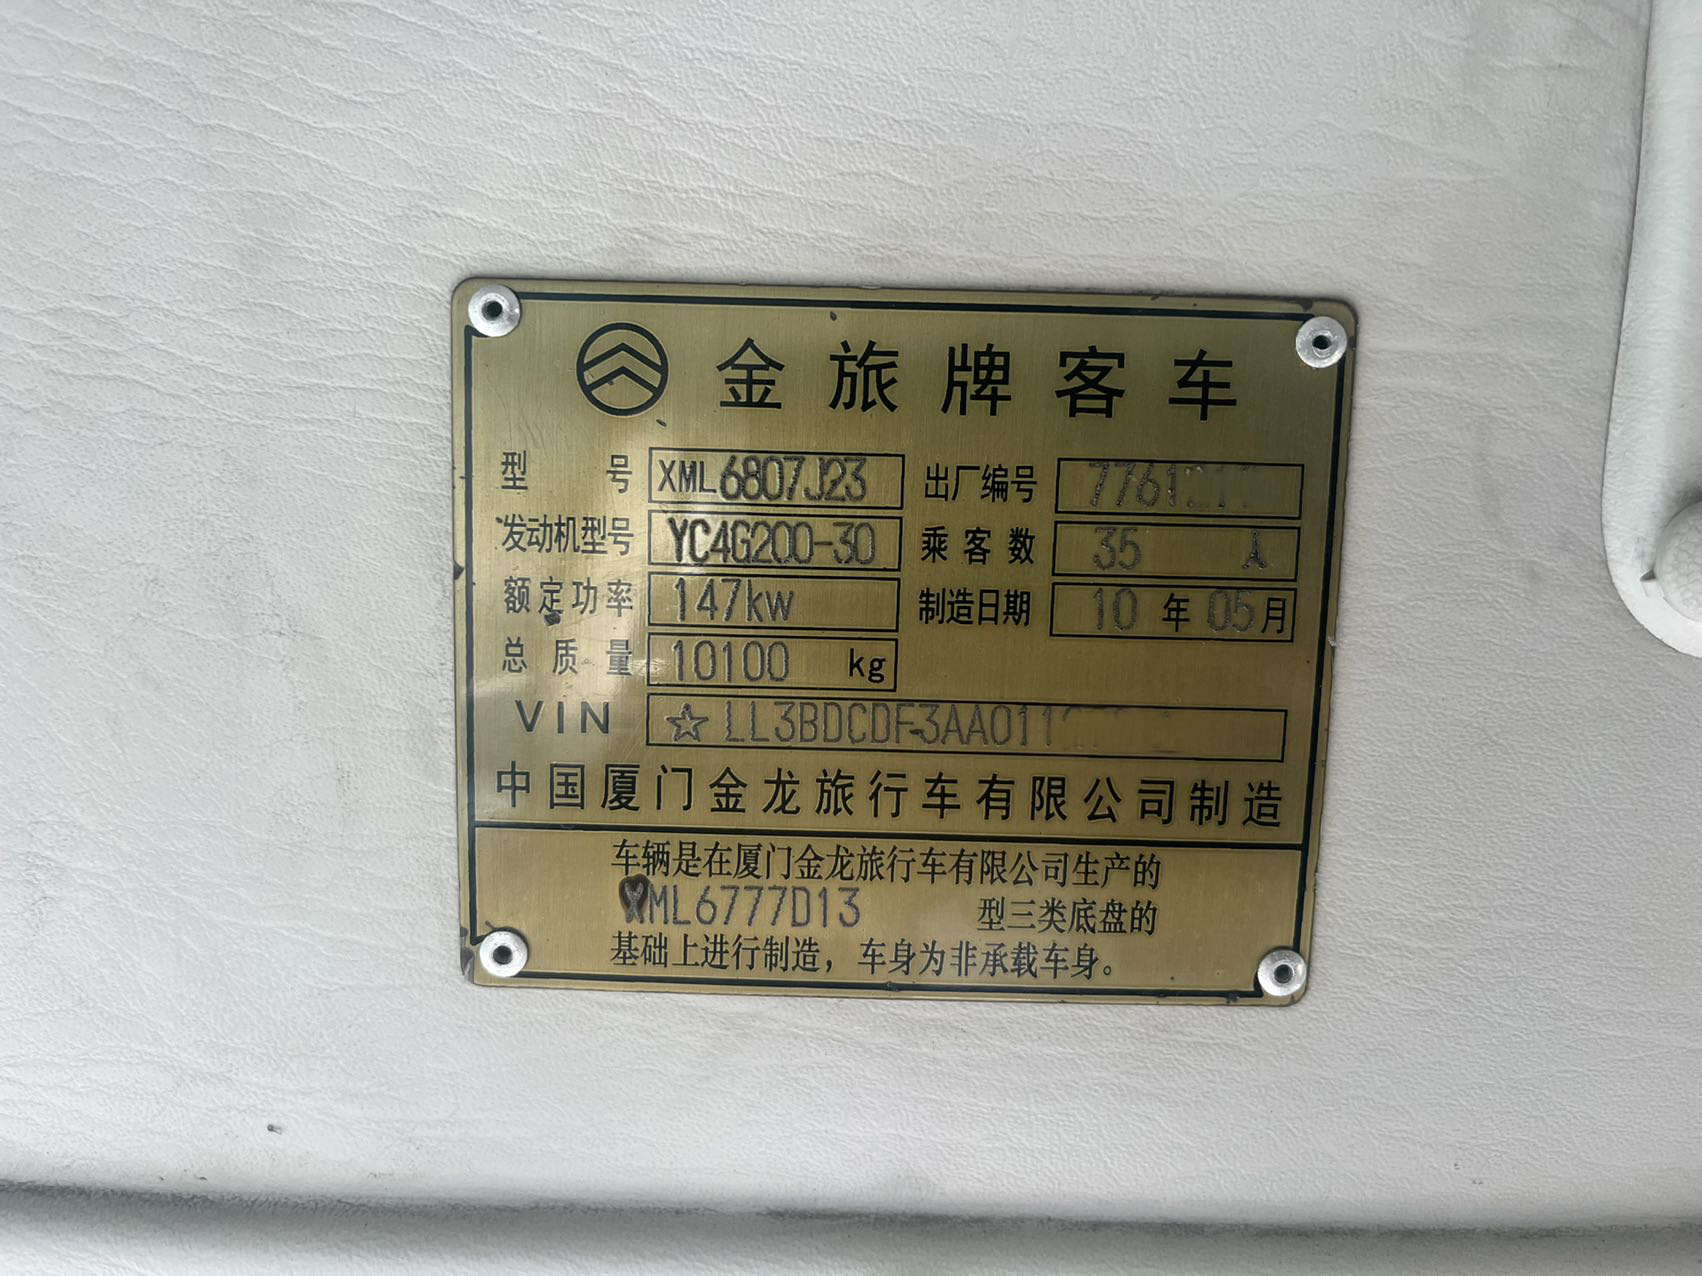 金旅牌客车
型号 XML6807J23 出厂编号
发动机型号 YC4G200-30 乘客数 35 人
额定功率 147kw 制造日期 10 年 05 月
总质量 10100 kg
VIN
中国厦门金龙旅行车有限公司制造
车辆是在厦门金龙旅行车有限公司生产的
XML6777D13 型三类底盘的
基础上进行制造，车身为非承载车身。